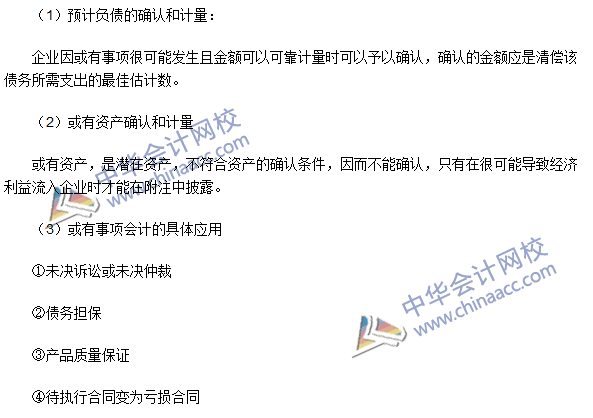 （1）预计负债的确认和计量：
企业因或有事项很可能发生且金额可以可靠计量时可以予以确认，确认的金额应是清偿该
债务所需支出的最佳估计数。
（2）或有资产确认和计量
或有资产，是潜在资产，不符合资产的确认条件，因而不能确认，只有在很可能导致经济
利益流入企业时才能在附注中披露。
（3）或有事项会计的具体应用
①未决诉讼或未决仲裁
②债务担保
③产品质量保证
④待执行合同变为亏损合同
中华会计网校
www.chinaacc.com
中华会计网校
www.chinaacc.com